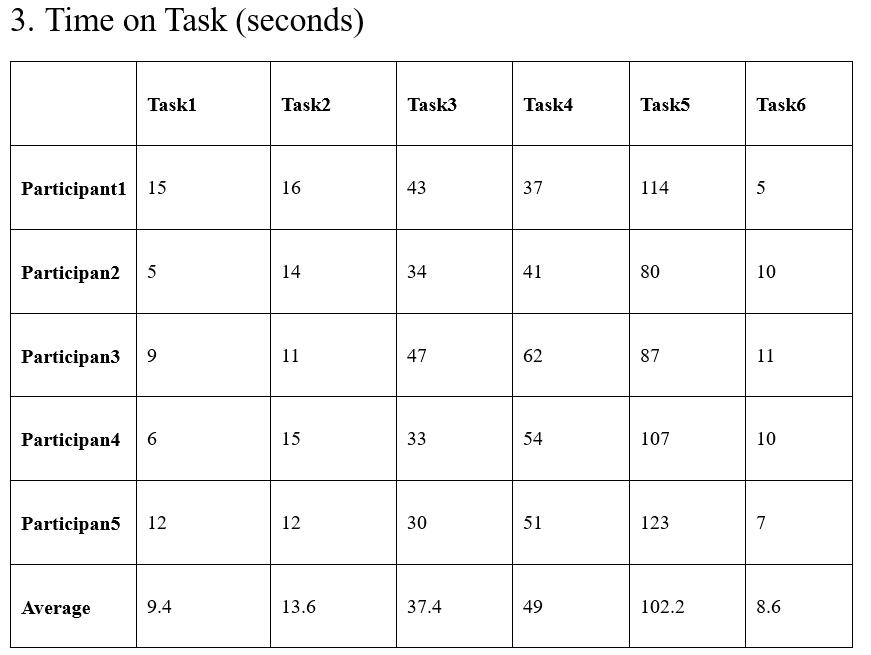 3. Time on Task (seconds)
Task1 Task2 Task3 Task4 Task5 Task6
Participant1 15 16 43 37 114 5
Participan2 5 14 34 41 80 10
Participan3 9 11 47 62 87 11
Participan4 6 15 33 54 107 10
Participan5 12 12 30 51 123 7
Average 9.4 13.6 37.4 49 102.2 8.6